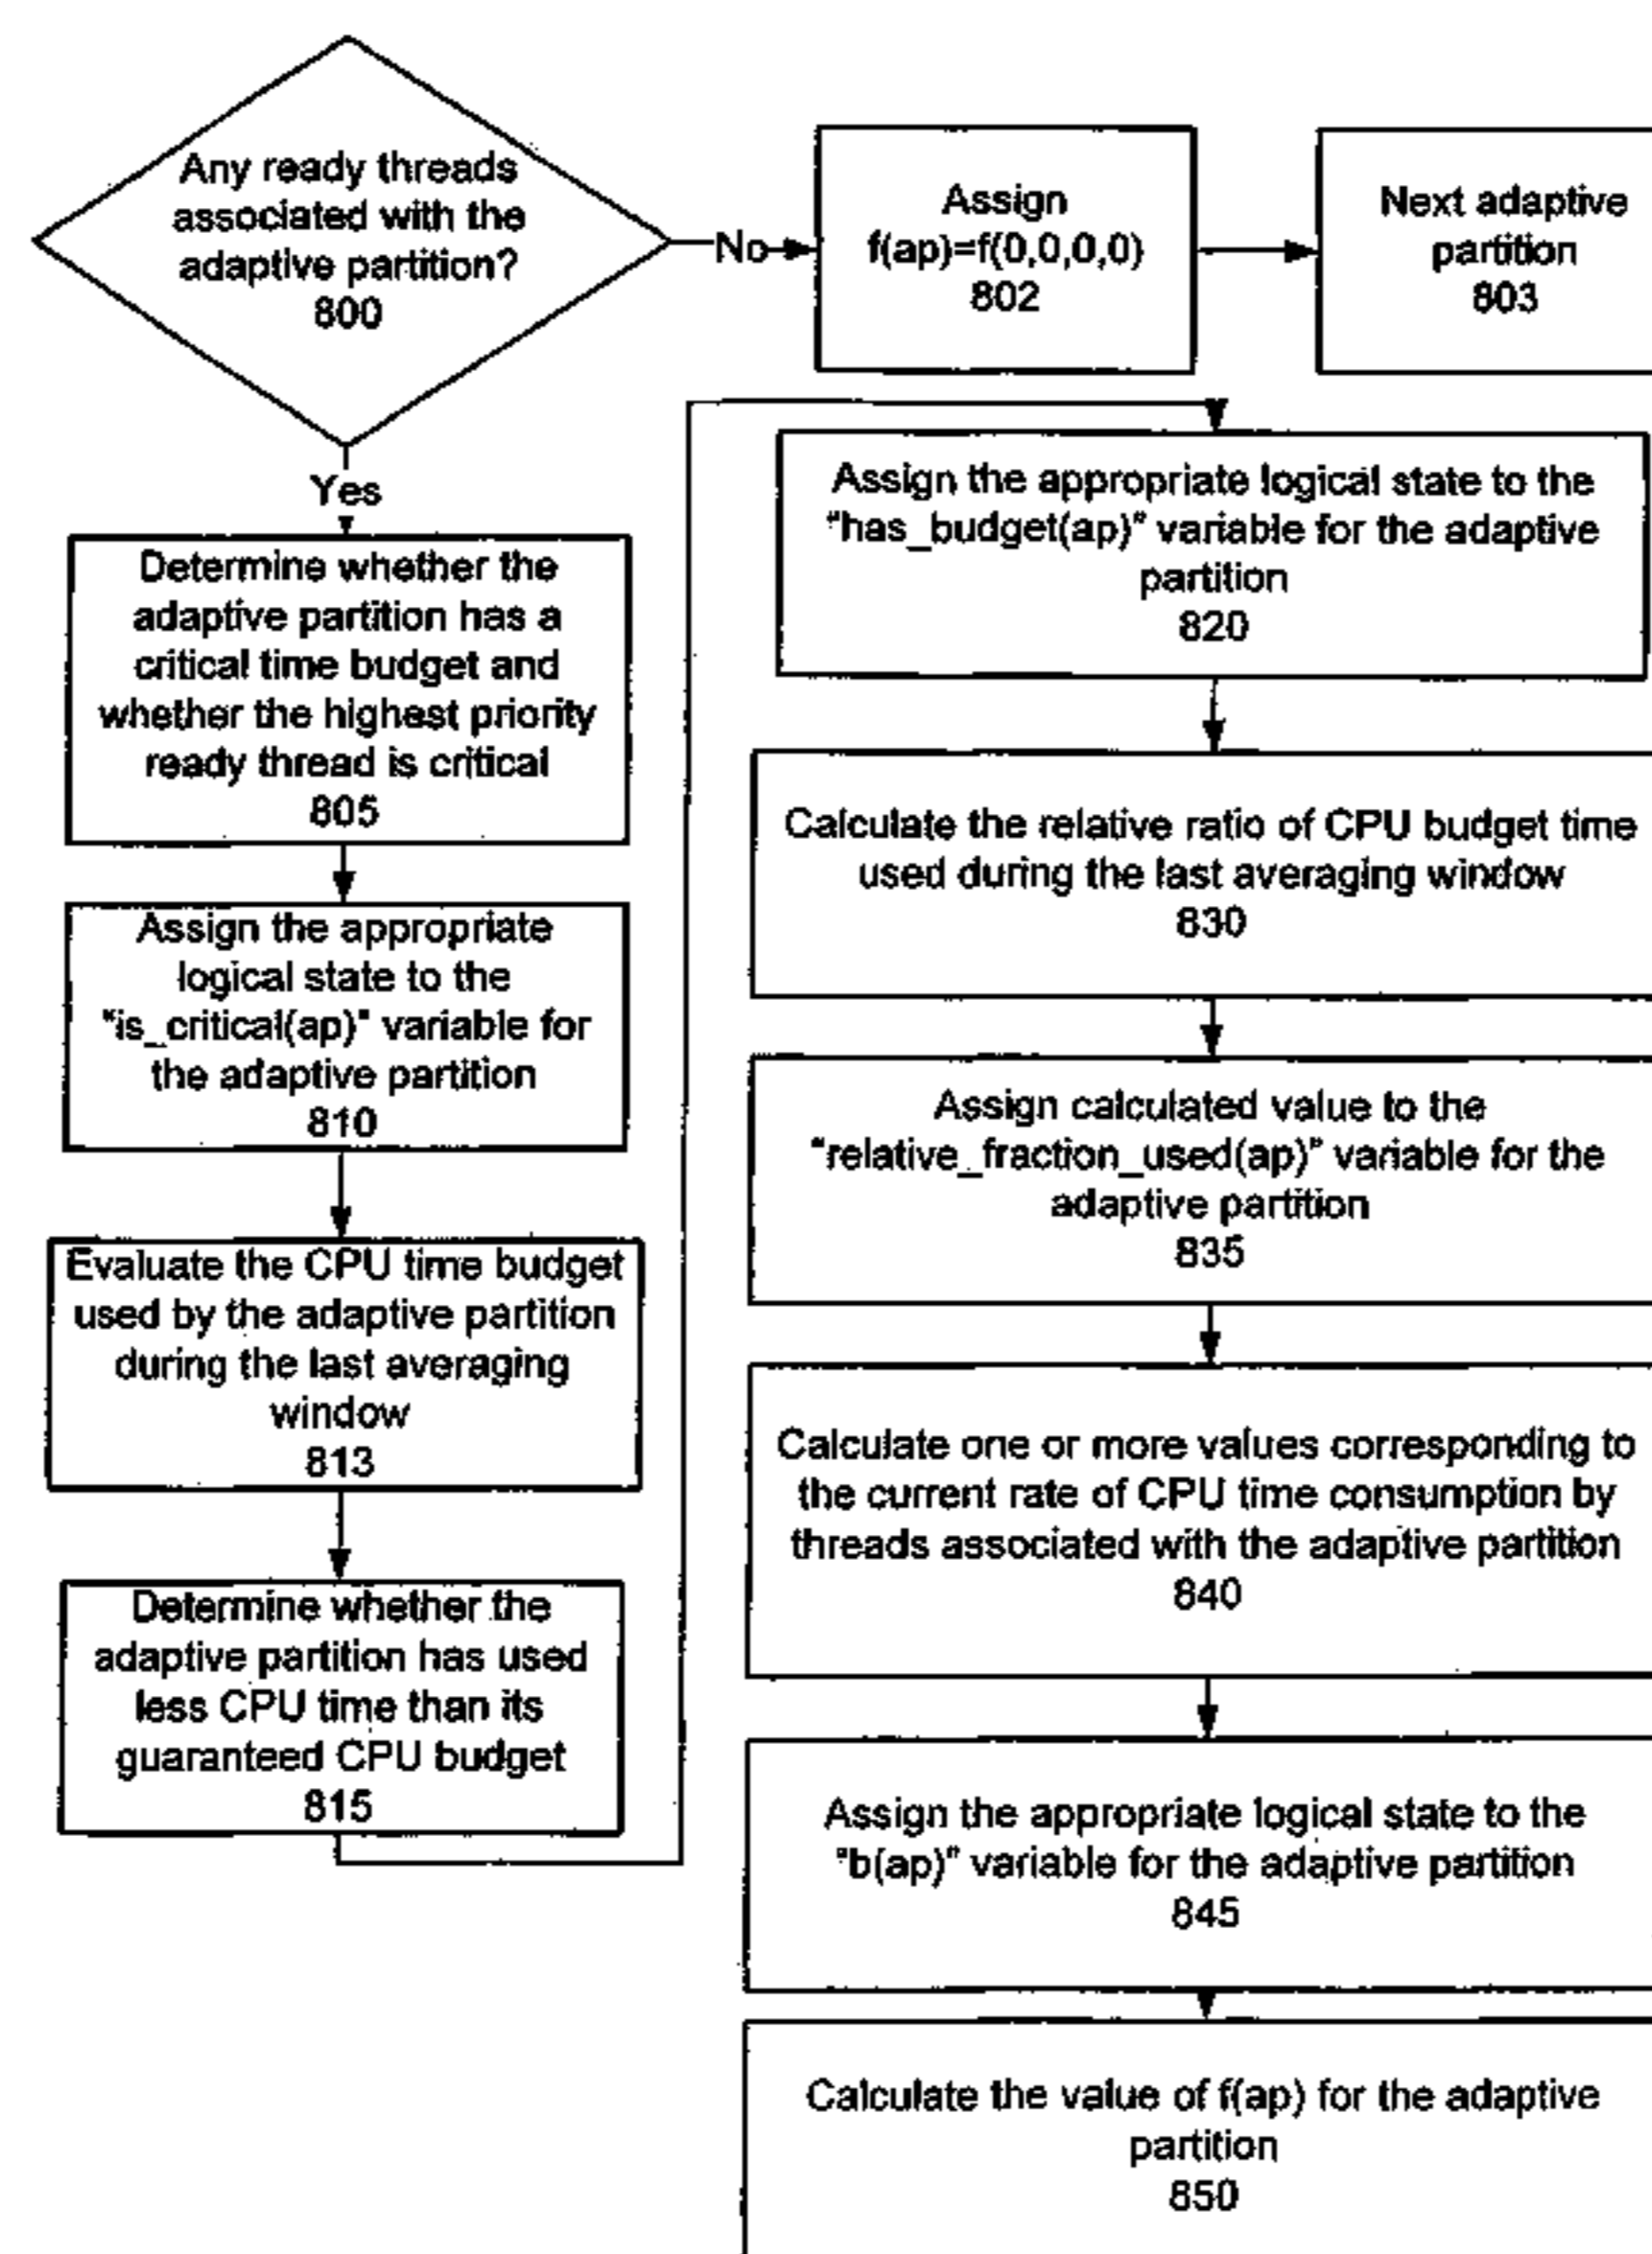 Any ready threads
associated with the
adaptive partition?
800
No
Assign
f(ap)=f(0,0,0,0)
802
Next adaptive
partition
803
Yes
Determine whether the
adaptive partition has a
critical time budget and
whether the highest priority
ready thread is critical
805
Assign the appropriate
logical state to the
"is_critical(ap)" variable for
the adaptive partition
810
Evaluate the CPU time budget
used by the adaptive partition
during the last averaging
window
813
Determine whether the
adaptive partition has used
less CPU time than its
guaranteed CPU budget
815
Assign the appropriate logical state to the
"has_budget(ap)" variable for the adaptive
partition
820
Calculate the relative ratio of CPU budget time
used during the last averaging window
830
Assign calculated value to the
"relative_fraction_used(ap)" variable for the
adaptive partition
835
Calculate one or more values corresponding to
the current rate of CPU time consumption by
threads associated with the adaptive partition
840
Assign the appropriate logical state to the
"b(ap)" variable for the adaptive partition
845
Calculate the value of f(ap) for the adaptive
partition
850